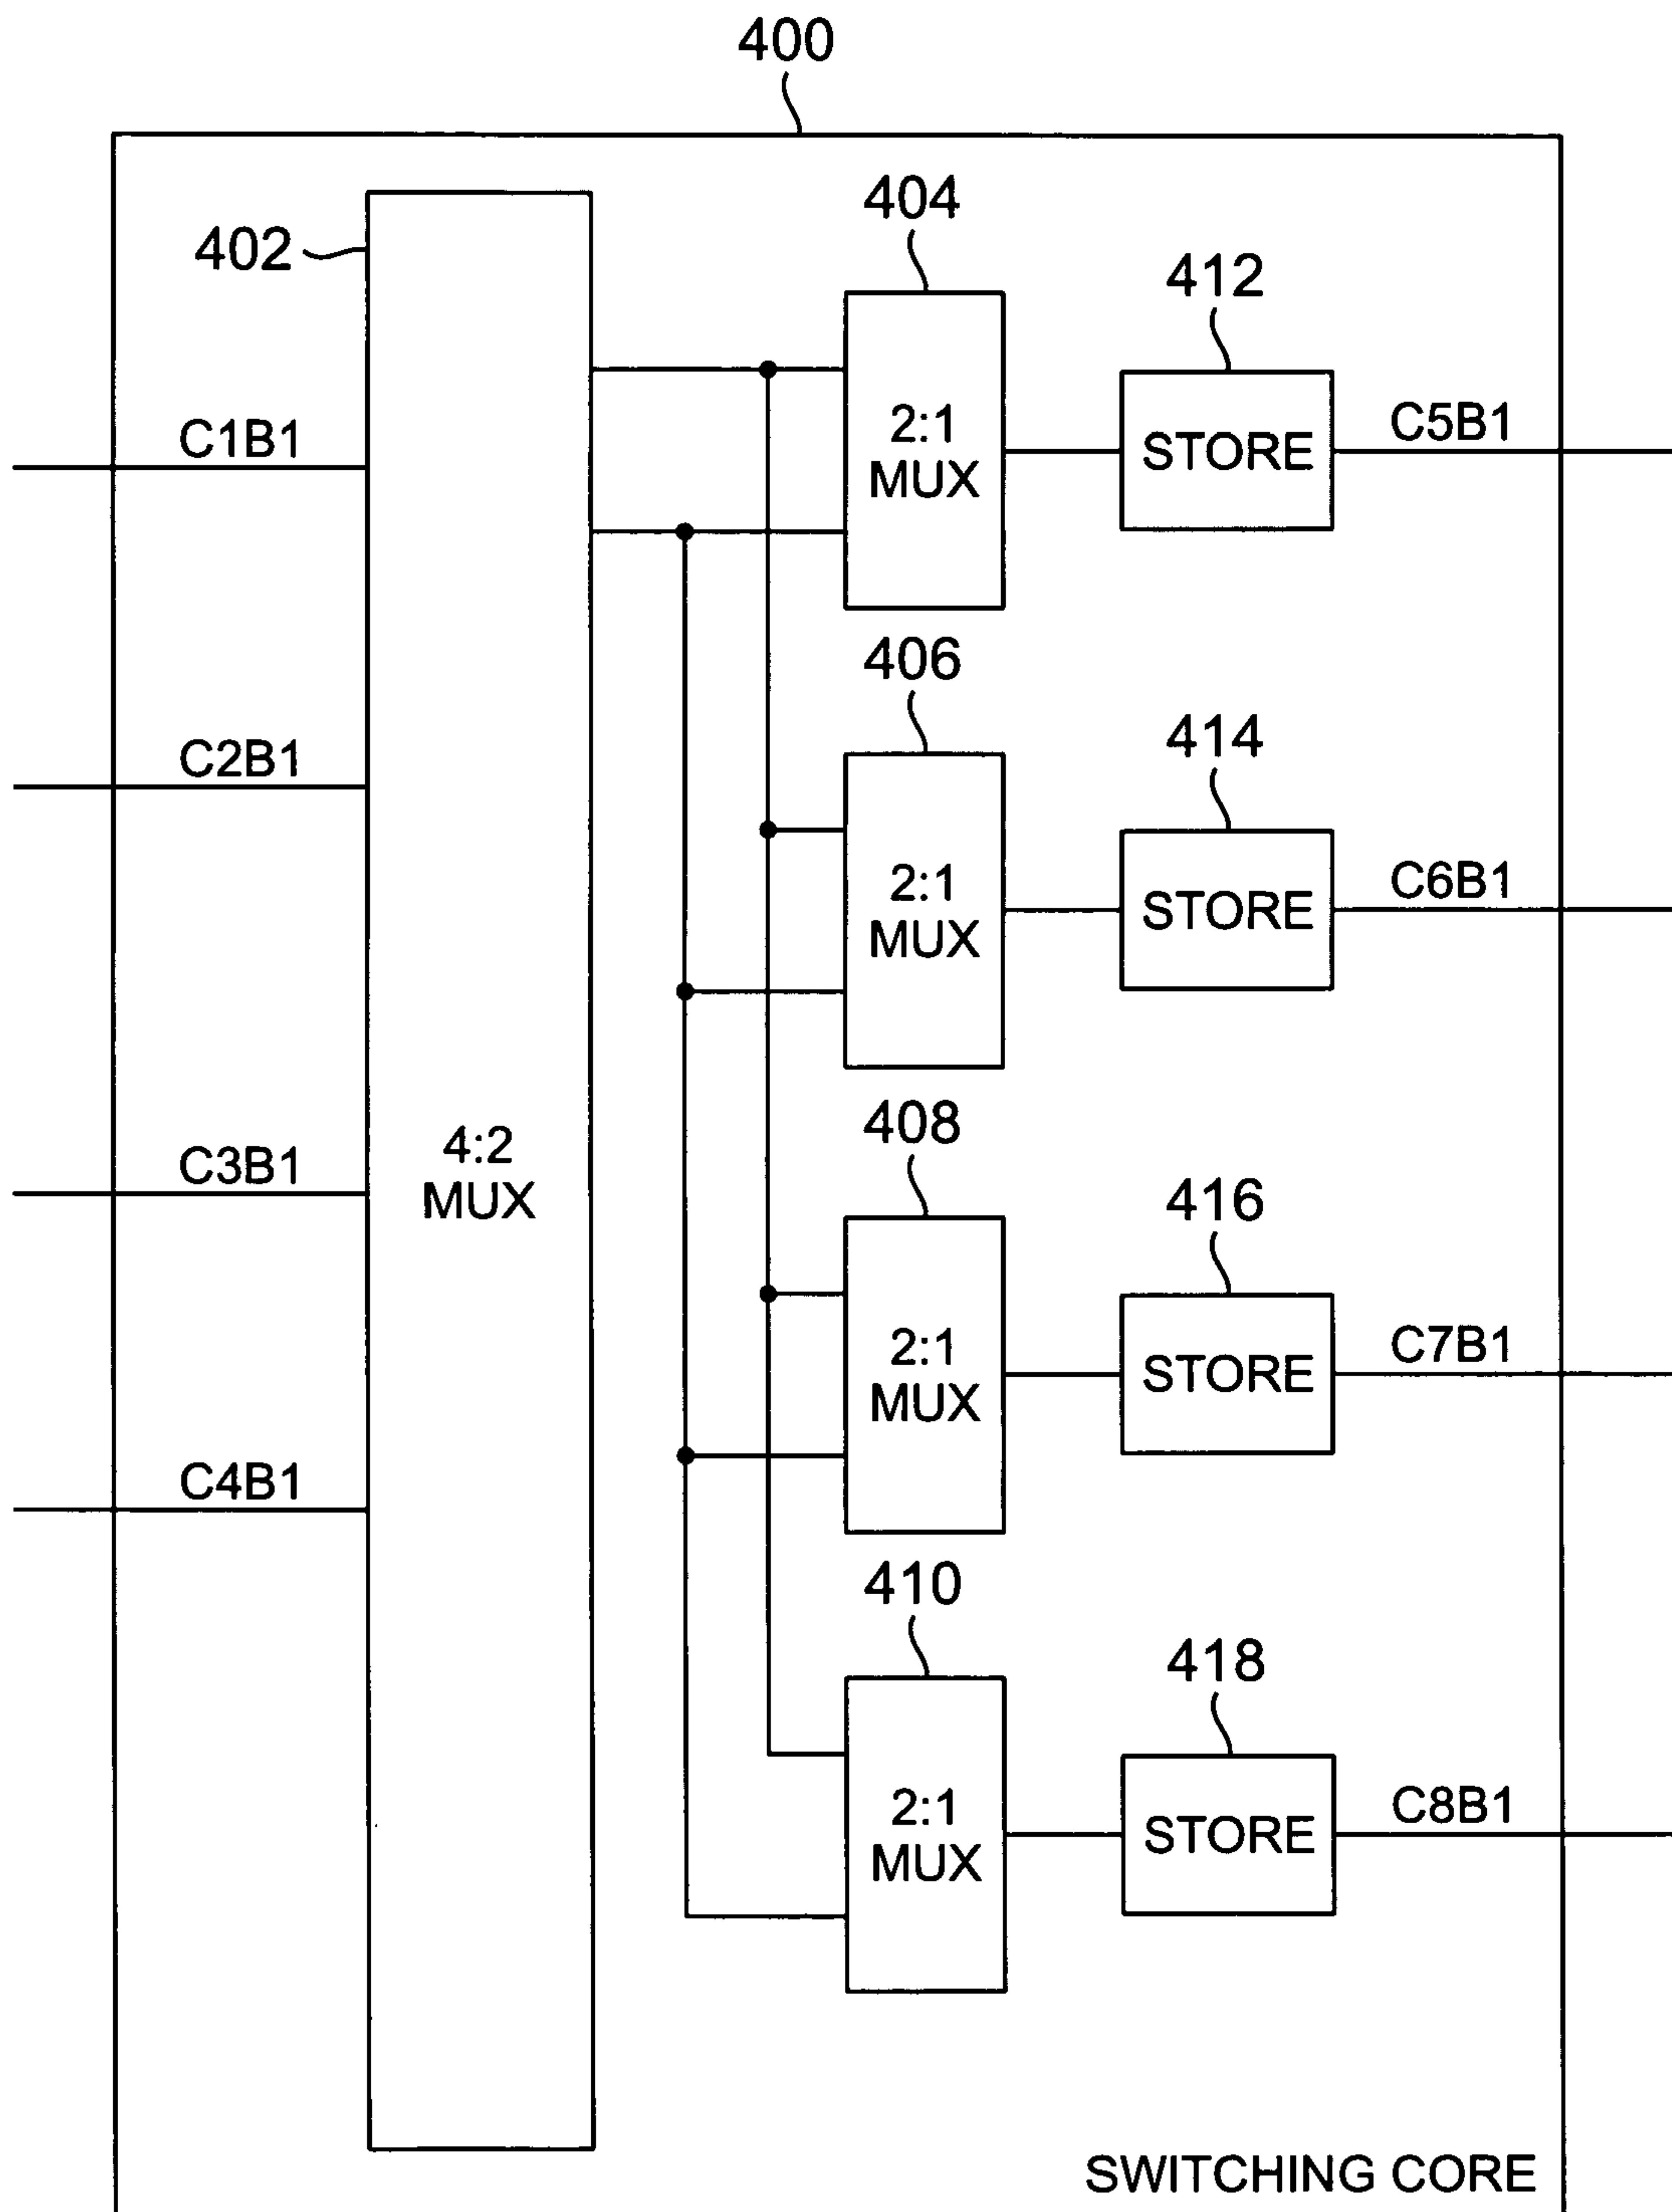 400
402
404
412
C1B1
2:1
MUX
STORE
C5B1
406
414
C2B1
2:1
MUX
STORE
C6B1
408
416
C3B1
4:2
MUX
2:1
MUX
STORE
C7B1
410
418
C4B1
2:1
MUX
STORE
C8B1
SWITCHING CORE